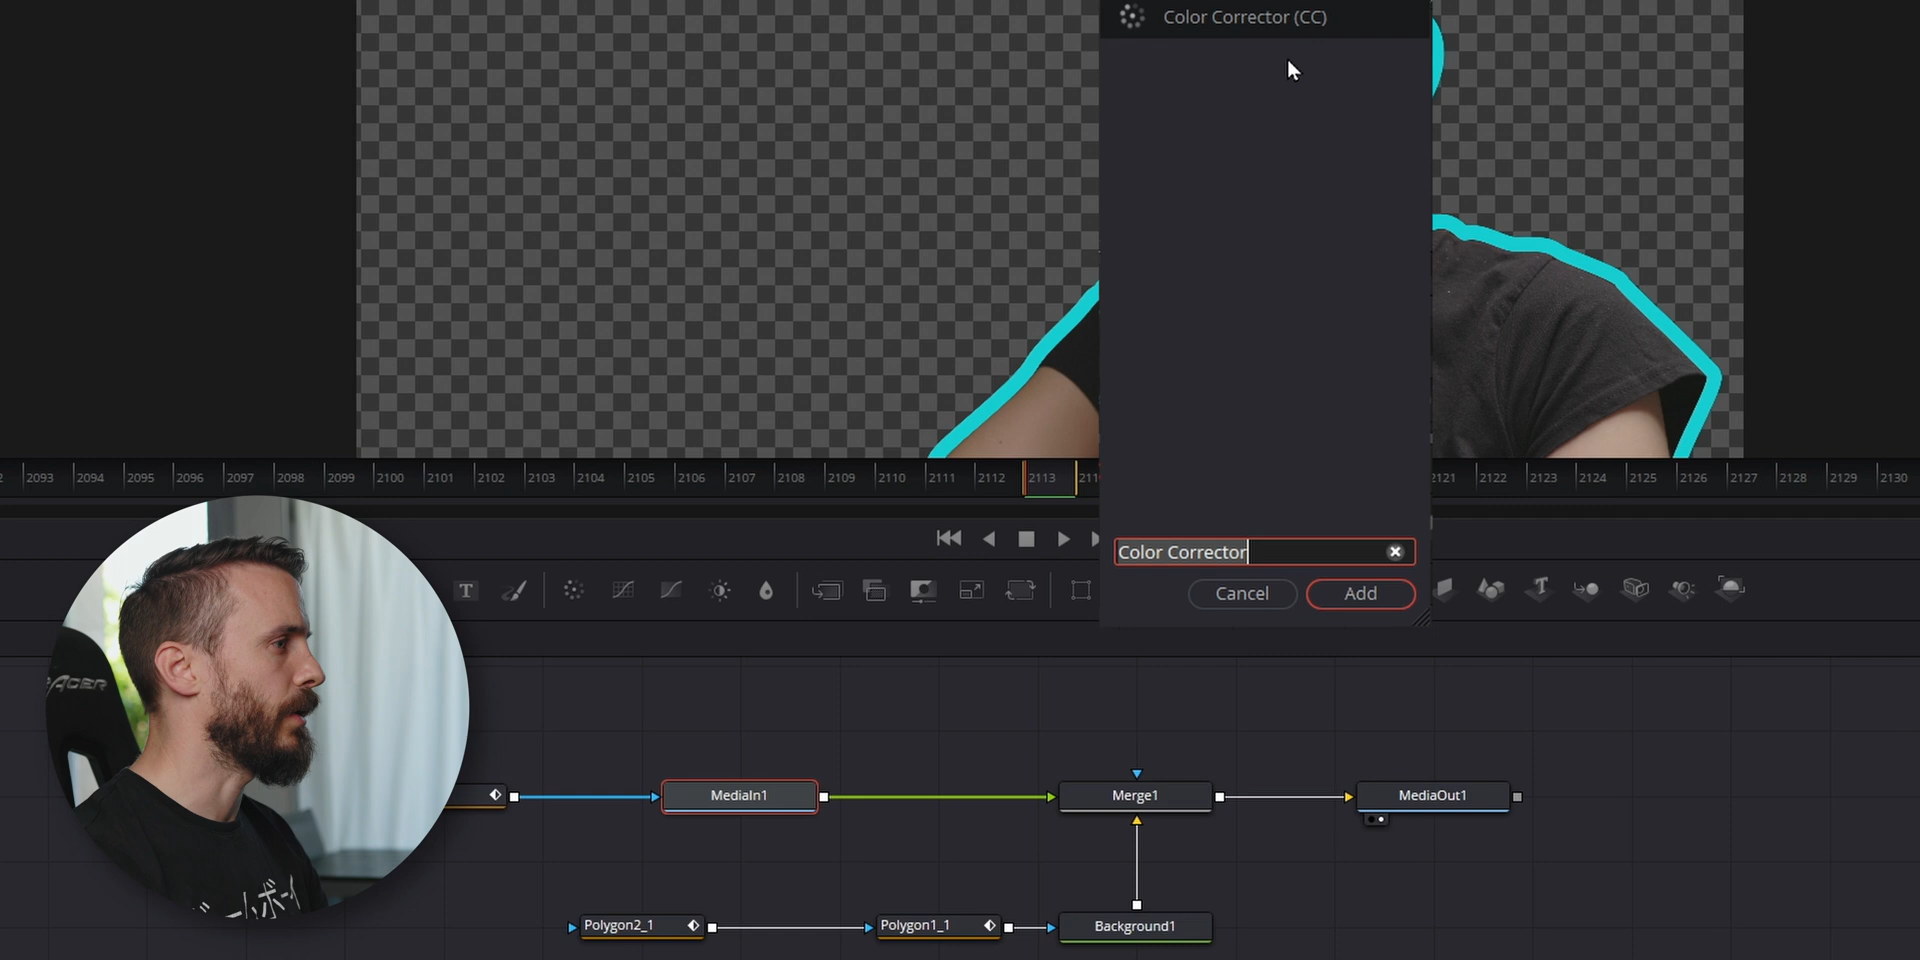 Color Corrector (CC)
2093 2094 2095 2096 2097 2098 2099 2100 2101 2102 2103 2104 2105 2106 2107 2108 2109 2110 2111 2112 2113 2122 2123 2124 2125 2126 2127 2128 2129 2130
Color Corrector
Cancel Add
T
MediaIn1 Merge1 MediaOut1
Polygon2_1 Polygon1_1 Background1